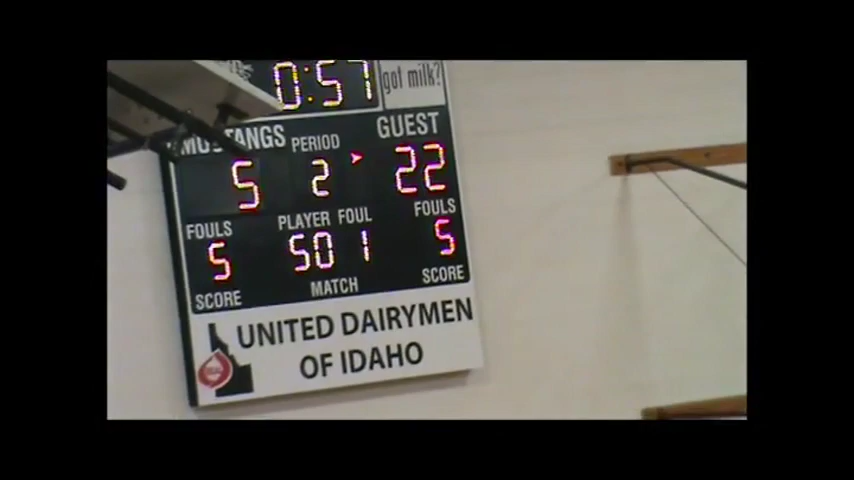 0:57 got milk?
MUSTANGS PERIOD GUEST
5 2 22
FOULS PLAYER FOUL FOULS
5 50 1 5
SCORE MATCH SCORE
UNITED DAIRYMEN
OF IDAHO